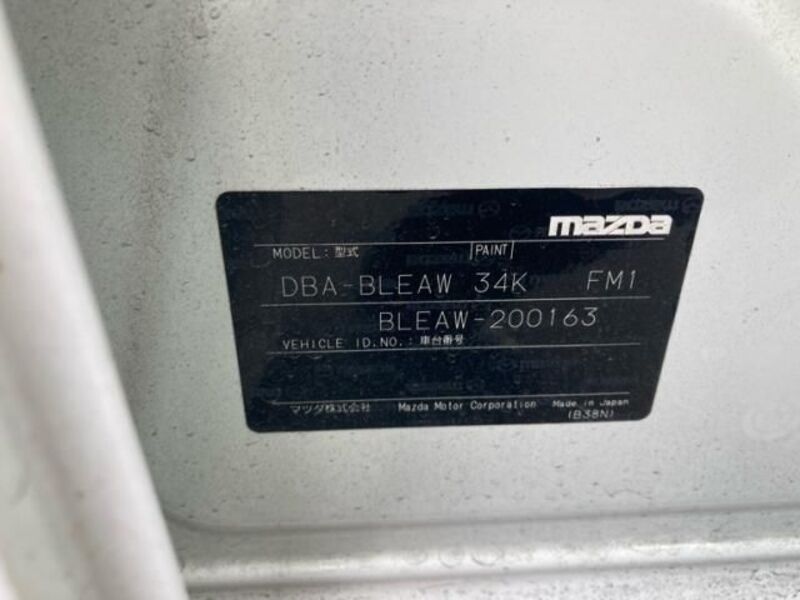 mazda
MODEL: 型式 PAINT
DBA-BLEAW 34K FM1
BLEAW-200163
VEHICLE ID.NO.: 車台番号
マツダ株式会社 Mazda Motor Corporation Made in Japan
(B38N)